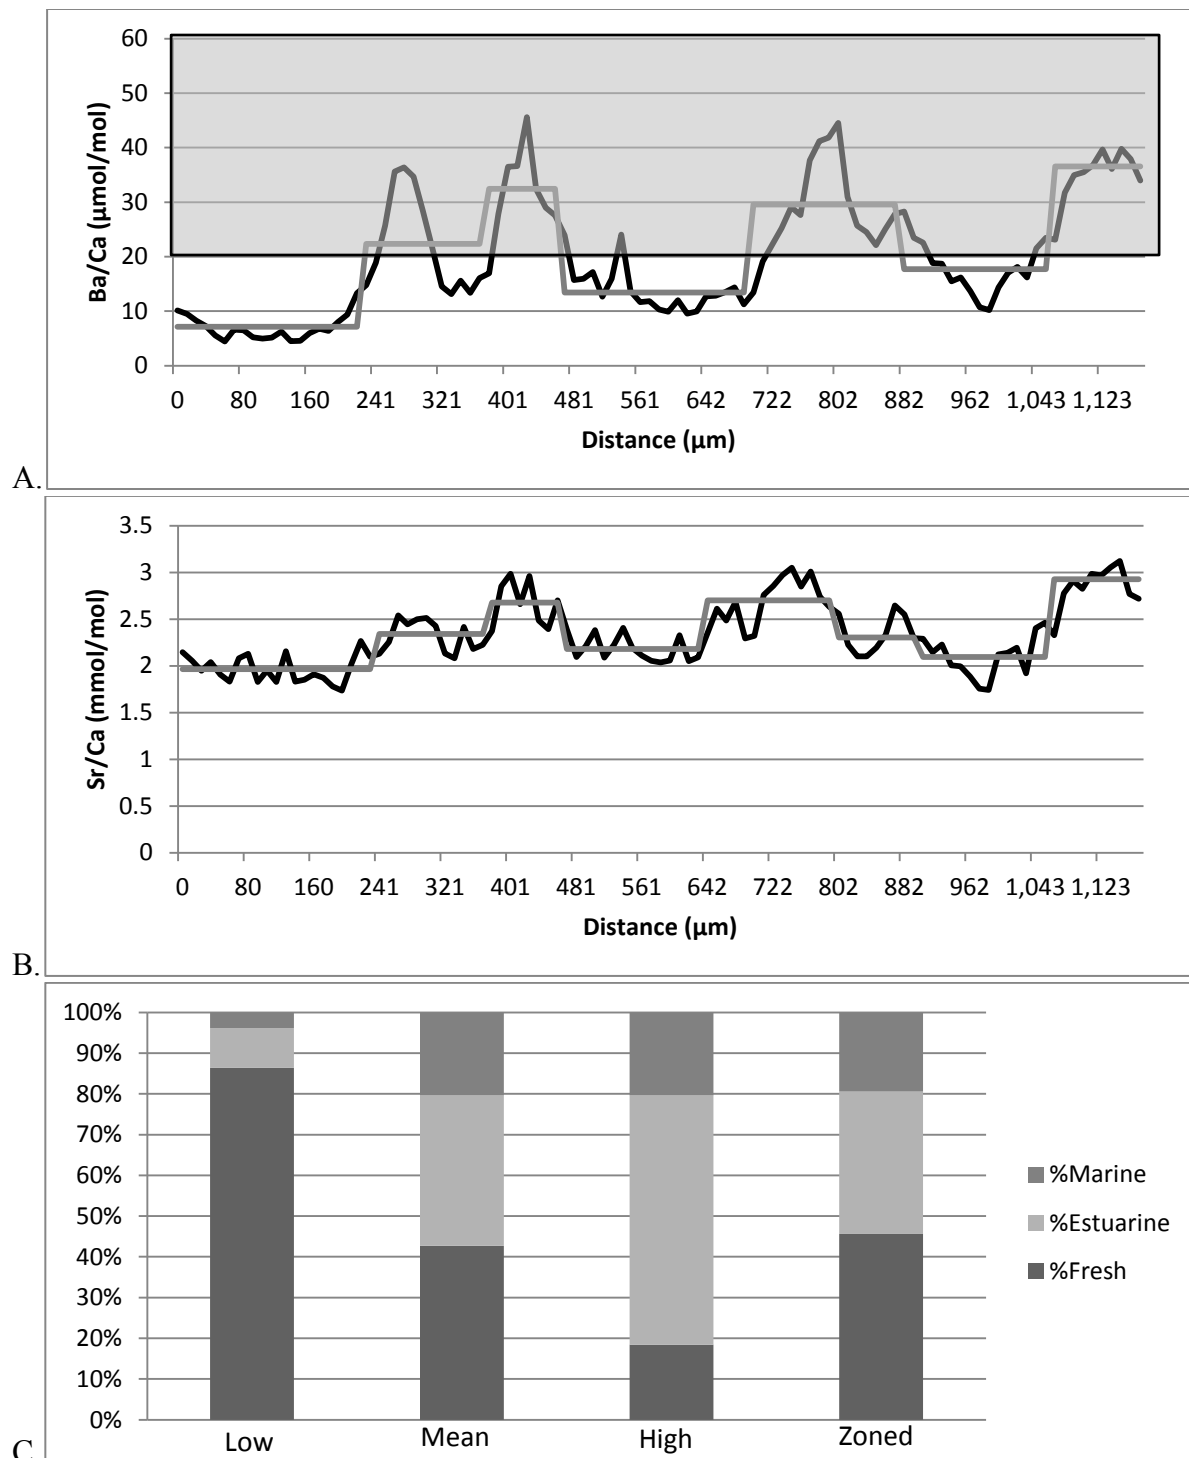 60
50
40
30
20
10
0
Ba/Ca (µmol/mol)
0 80 160 241 321 401 481 561 642 722 802 882 962 1,043 1,123
Distance (µm)
A.
3.5
3
2.5
2
1.5
1
0.5
0
Sr/Ca (mmol/mol)
0 80 160 241 321 401 481 561 642 722 802 882 962 1,043 1,123
Distance (µm)
B.
100%
90%
80%
70%
60%
50%
40%
30%
20%
10%
0%
%Marine
%Estuarine
%Fresh
Low Mean High Zoned
C